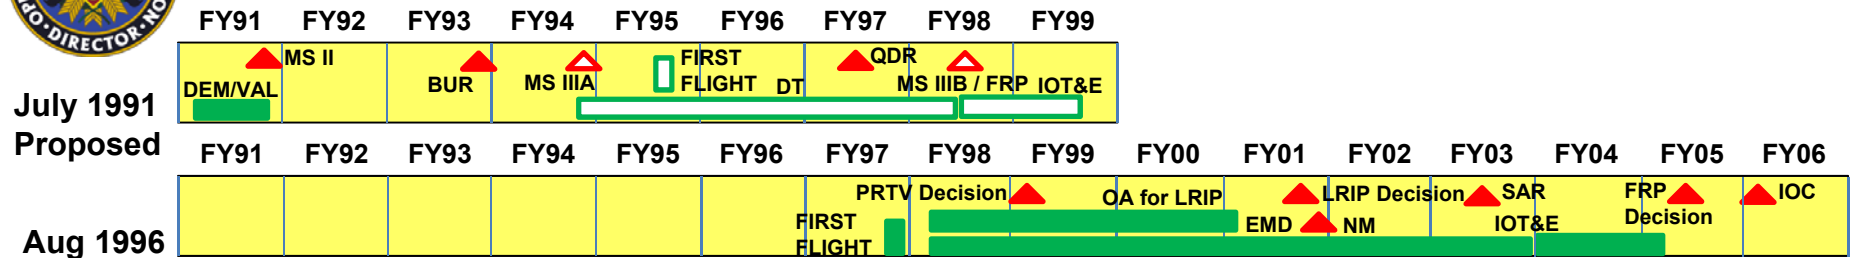 OP DIRECTOR NO
FY91 FY92 FY93 FY94 FY95 FY96 FY97 FY98 FY99
MS II FIRST QDR
DEM/VAL BUR MS IIIA FLIGHT DT MS IIIB / FRP IOT&E
July 1991
Proposed
FY91 FY92 FY93 FY94 FY95 FY96 FY97 FY98 FY99 FY00 FY01 FY02 FY03 FY04 FY05 FY06
PRTV Decision OA for LRIP LRIP Decision SAR FRP IOC
FIRST EMD NM IOT&E Decision
Aug 1996 FLIGHT